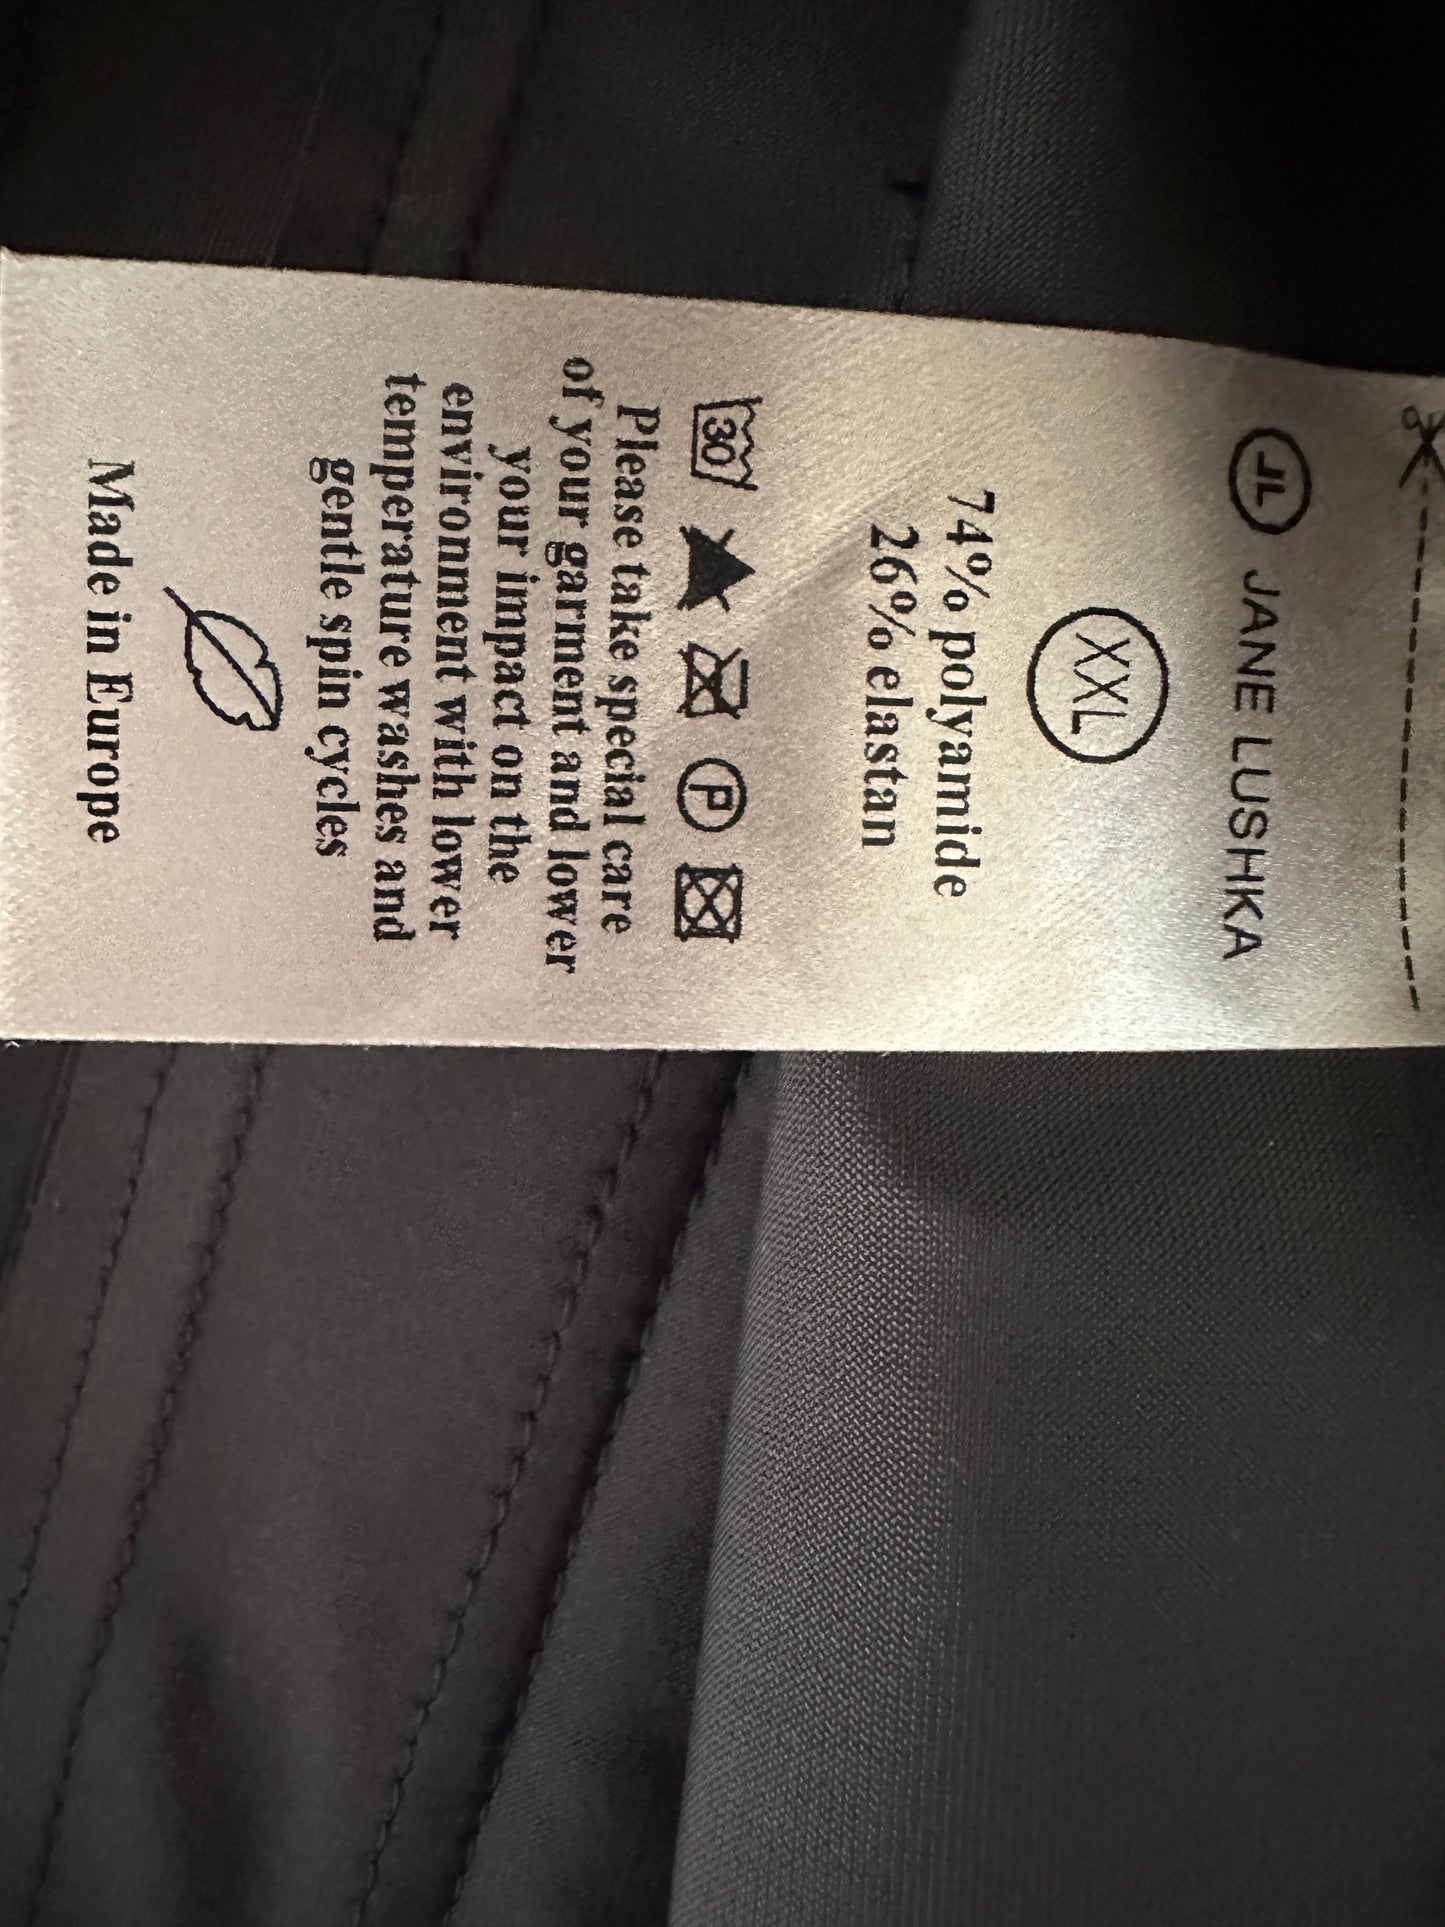 JL JANE LUSHKA
XXL
74% polyamide
26% elastan
30
P
Please take special care
of your garment and lower
your impact on the
environment with lower
temperature washes and
gentle spin cycles
Made in Europe